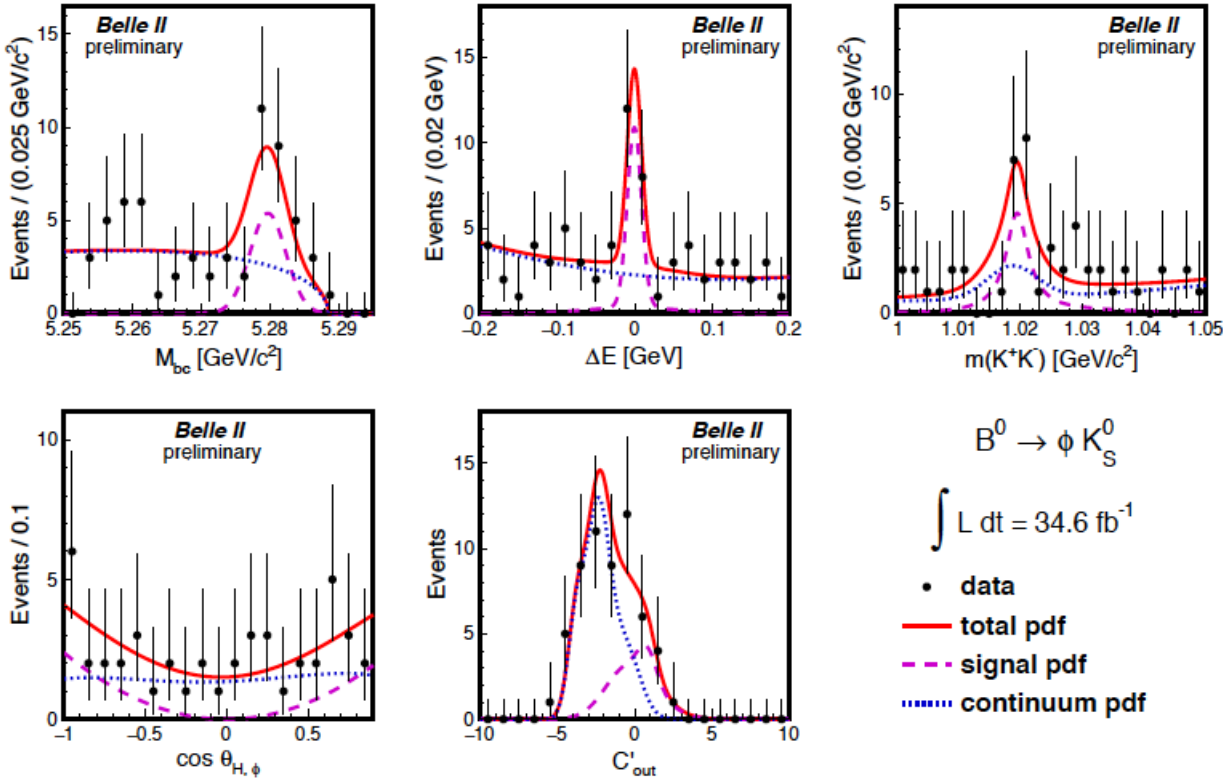 Belle II
preliminary
Events / (0.025 GeV/c²)
15
10
5
0
5.25 5.26 5.27 5.28 5.29
M_bc [GeV/c²]
Belle II
preliminary
Events / (0.02 GeV)
15
10
5
0
-0.2 -0.1 0 0.1 0.2
ΔE [GeV]
Belle II
preliminary
Events / (0.002 GeV/c²)
10
5
0
1 1.01 1.02 1.03 1.04 1.05
m(K⁺K⁻) [GeV/c²]
Belle II
preliminary
Events / 0.1
10
5
0
-1 -0.5 0 0.5
cos θ_H, ϕ
Belle II
preliminary
Events
15
10
5
0
-10 -5 0 5 10
C'_out
B⁰ → ϕ K_S⁰
∫ L dt = 34.6 fb⁻¹
data
total pdf
signal pdf
continuum pdf